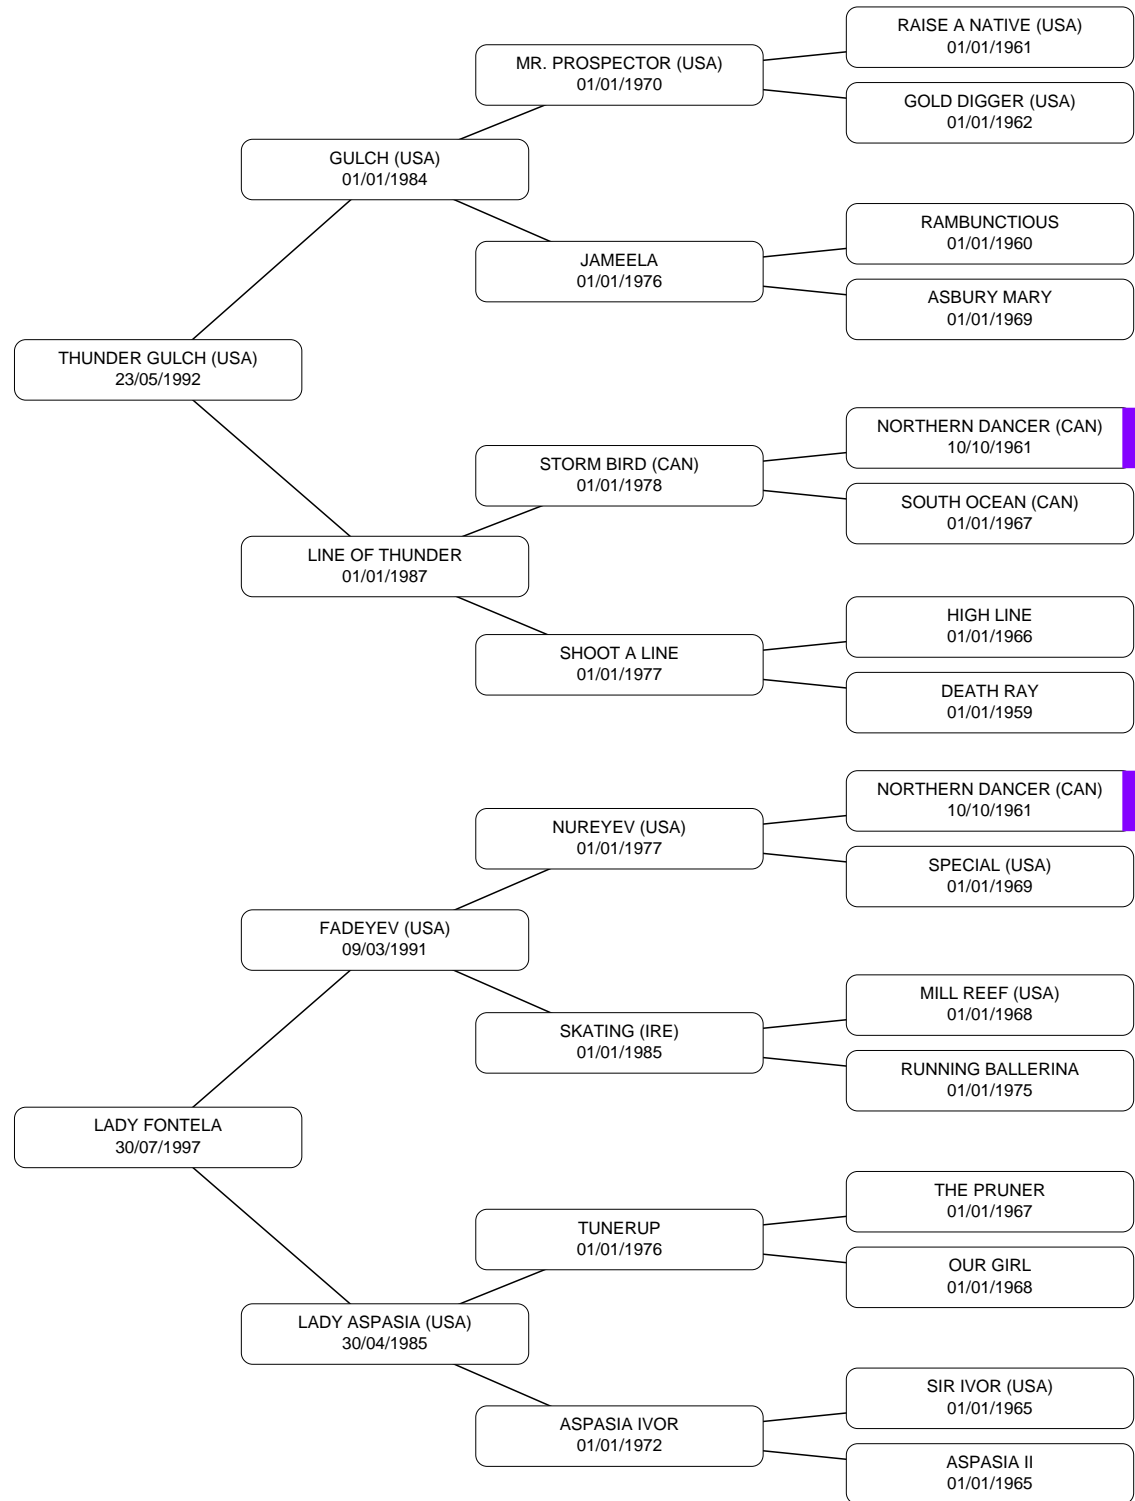 RAISE A NATIVE (USA)
01/01/1961
MR. PROSPECTOR (USA)
01/01/1970
GOLD DIGGER (USA)
01/01/1962
GULCH (USA)
01/01/1984
RAMBUNCTIOUS
01/01/1960
JAMEELA
01/01/1976
ASBURY MARY
01/01/1969
THUNDER GULCH (USA)
23/05/1992
NORTHERN DANCER (CAN)
10/10/1961
STORM BIRD (CAN)
01/01/1978
SOUTH OCEAN (CAN)
01/01/1967
LINE OF THUNDER
01/01/1987
HIGH LINE
01/01/1966
SHOOT A LINE
01/01/1977
DEATH RAY
01/01/1959
NORTHERN DANCER (CAN)
10/10/1961
NUREYEV (USA)
01/01/1977
SPECIAL (USA)
01/01/1969
FADEYEV (USA)
09/03/1991
MILL REEF (USA)
01/01/1968
SKATING (IRE)
01/01/1985
RUNNING BALLERINA
01/01/1975
LADY FONTELA
30/07/1997
THE PRUNER
01/01/1967
TUNERUP
01/01/1976
OUR GIRL
01/01/1968
LADY ASPASIA (USA)
30/04/1985
SIR IVOR (USA)
01/01/1965
ASPASIA IVOR
01/01/1972
ASPASIA II
01/01/1965